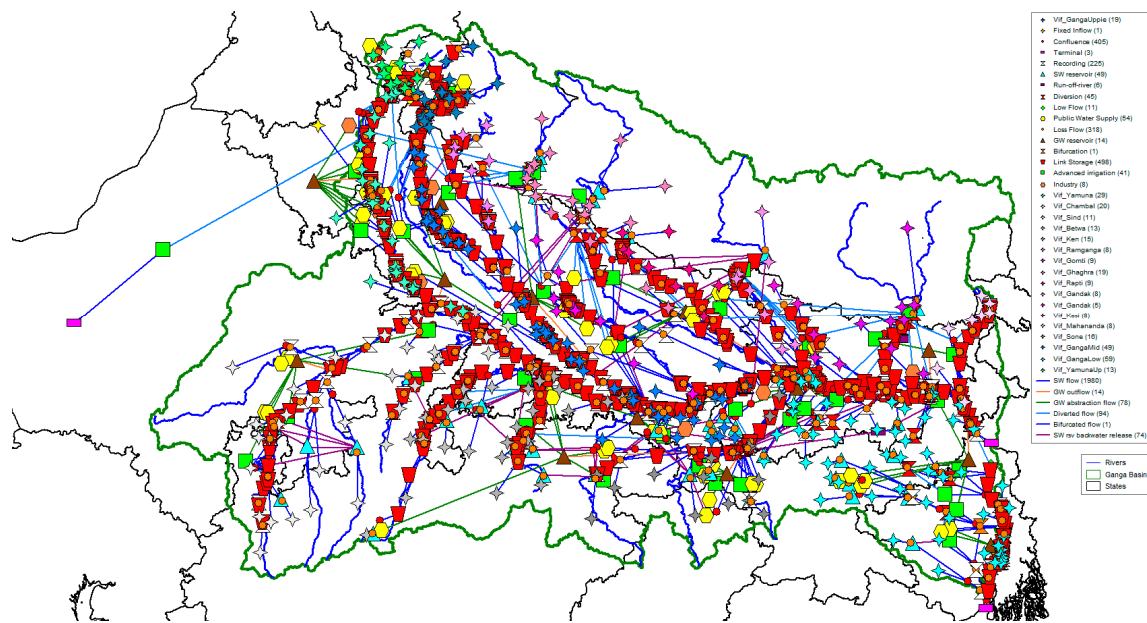 Vif_GangaUppie (19)
Fixed Inflow (1)
Confluence (405)
Terminal (3)
Recording (225)
SW reservoir (49)
Run-off-river (6)
Diversion (45)
Low Flow (11)
Public Water Supply (54)
Loss Flow (318)
GW reservoir (14)
Bifurcation (1)
Link Storage (498)
Advanced irrigation (41)
Industry (8)
Vif_Yamuna (29)
Vif_Chambal (20)
Vif_Sind (11)
Vif_Betwa (13)
Vif_Ken (15)
Vif_Ramganga (8)
Vif_Gomti (9)
Vif_Ghaghra (19)
Vif_Rapti (9)
Vif_Gandak (8)
Vif_Gandak (5)
Vif_Kosi (8)
Vif_Mahananda (8)
Vif_Sone (16)
Vif_GangaMid (49)
Vif_GangaLow (59)
Vif_YamunaUp (13)
SW flow (1980)
GW outflow (14)
GW abstraction flow (78)
Diverted flow (94)
Bifurcated flow (1)
SW rsv backwater release (74)
Rivers
Ganga Basin
States